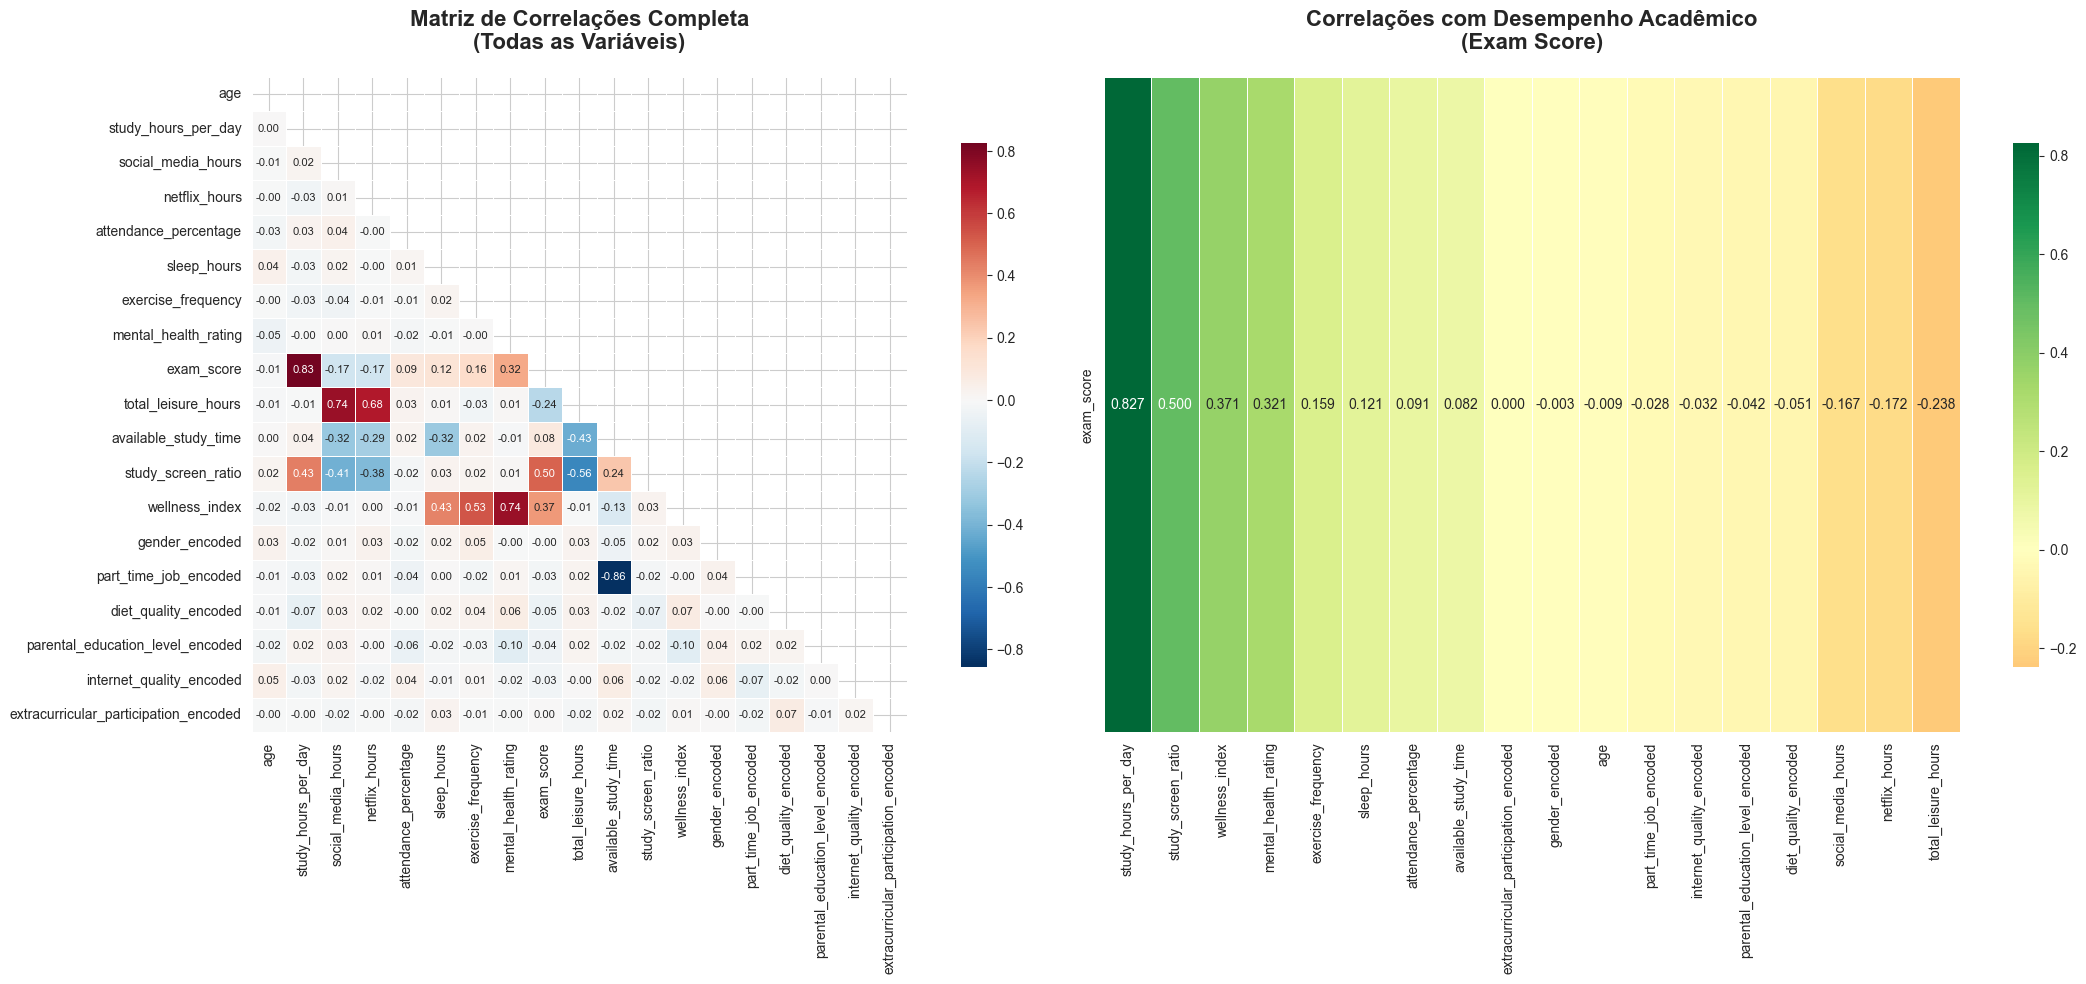 Matriz de Correlações Completa
(Todas as Variáveis)
age
study_hours_per_day 0.00
social_media_hours -0.01 0.02
netflix_hours -0.00 -0.03 0.01
attendance_percentage -0.03 0.03 0.04 -0.00
sleep_hours 0.04 -0.03 0.02 -0.00 0.01
exercise_frequency -0.00 -0.03 -0.04 -0.01 -0.01 0.02
mental_health_rating -0.05 -0.00 0.00 0.01 -0.02 -0.01 -0.00
exam_score -0.01 0.83 -0.17 -0.17 0.09 0.12 0.16 0.32
total_leisure_hours -0.01 -0.01 0.74 0.68 0.03 0.01 -0.03 0.01 -0.24
available_study_time 0.00 0.04 -0.32 -0.29 0.02 -0.32 0.02 -0.01 0.08 -0.43
study_screen_ratio 0.02 0.43 -0.41 -0.38 -0.02 0.03 0.02 0.01 0.50 -0.56 0.24
wellness_index -0.02 -0.03 -0.01 0.00 -0.01 0.43 0.53 0.74 0.37 -0.01 -0.13 0.03
gender_encoded 0.03 -0.02 0.01 0.03 -0.02 0.02 0.05 -0.00 -0.00 0.03 -0.05 0.02 0.03
part_time_job_encoded -0.01 -0.03 0.02 0.01 -0.04 0.00 -0.02 0.01 -0.03 0.02 -0.86 -0.02 -0.00 0.04
diet_quality_encoded -0.01 -0.07 0.03 0.02 -0.00 0.02 0.04 0.06 -0.05 0.03 -0.02 -0.07 0.07 -0.00 -0.00
parental_education_level_encoded -0.02 0.02 0.03 -0.00 -0.06 -0.02 -0.03 -0.10 -0.04 0.02 -0.02 -0.02 -0.10 0.04 0.02 0.02
internet_quality_encoded 0.05 -0.03 0.02 -0.02 0.04 -0.01 0.01 -0.02 -0.03 -0.00 0.06 -0.02 -0.02 0.06 -0.07 -0.02 0.00
extracurricular_participation_encoded -0.00 -0.00 -0.02 -0.00 -0.02 0.03 -0.01 -0.00 0.00 -0.02 0.02 -0.02 0.01 -0.00 -0.02 0.07 -0.01 0.02
age
study_hours_per_day
social_media_hours
netflix_hours
attendance_percentage
sleep_hours
exercise_frequency
mental_health_rating
exam_score
total_leisure_hours
available_study_time
study_screen_ratio
wellness_index
gender_encoded
part_time_job_encoded
diet_quality_encoded
parental_education_level_encoded
internet_quality_encoded
extracurricular_participation_encoded
0.8
0.6
0.4
0.2
0.0
−0.2
−0.4
−0.6
−0.8
Correlações com Desempenho Acadêmico
(Exam Score)
exam_score
0.827 0.500 0.371 0.321 0.159 0.121 0.091 0.082 0.000 -0.003 -0.009 -0.028 -0.032 -0.042 -0.051 -0.167 -0.172 -0.238
study_hours_per_day
study_screen_ratio
wellness_index
mental_health_rating
exercise_frequency
sleep_hours
attendance_percentage
available_study_time
extracurricular_participation_encoded
gender_encoded
age
part_time_job_encoded
internet_quality_encoded
parental_education_level_encoded
diet_quality_encoded
social_media_hours
netflix_hours
total_leisure_hours
0.8
0.6
0.4
0.2
0.0
−0.2